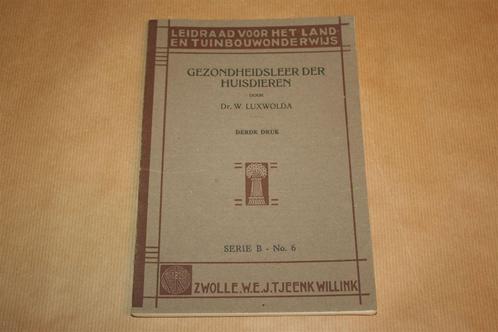 LEIDRAAD VOOR HET LAND-
EN TUINBOUWONDERWIJS
GEZONDHEIDSLEER DER
HUISDIEREN
DOOR
Dr. W. LUXWOLDA
DERDE DRUK
SERIE B - No. 6
ZWOLLE. W.E.J. TJEENK WILLINK